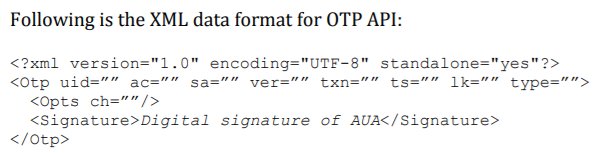 Following is the XML data format for OTP API:
<?xml version="1.0" encoding="UTF-8" standalone="yes"?>
<Otp uid=”” ac=”” sa=”” ver=”” txn=”” ts=”” lk=”” type=””>
<Opts ch=””/>
<Signature>Digital signature of AUA</Signature>
</Otp>